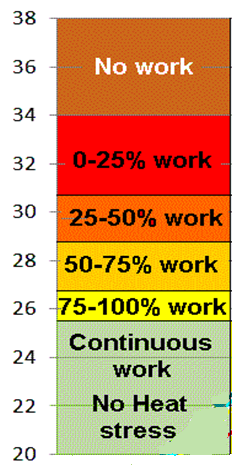 38
No work
36
34
0-25% work
32
25-50% work
30
50-75% work
28
75-100% work
26
Continuous
work
24
No Heat
22
stress
20